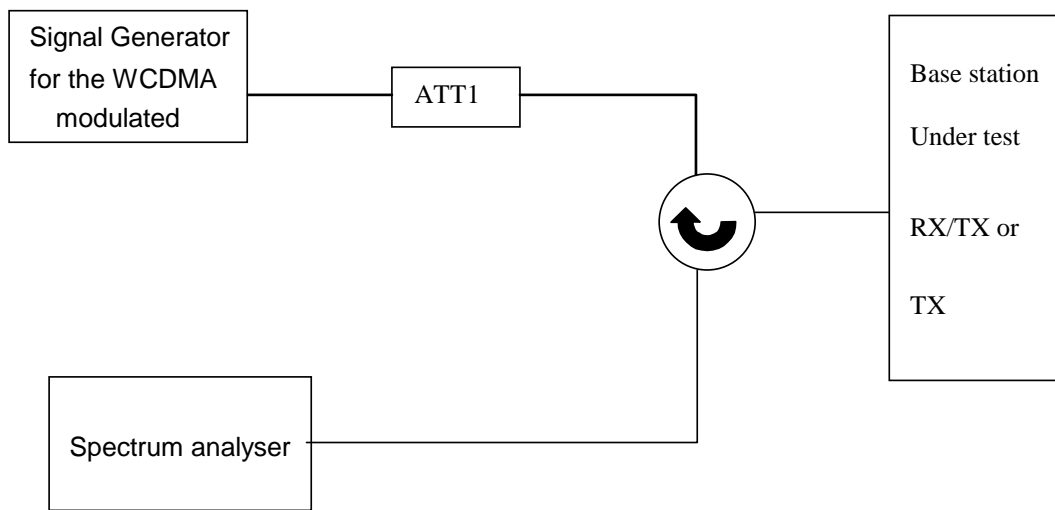 Signal Generator
for the WCDMA
modulated
ATT1
Base station
Under test
RX/TX or
TX
Spectrum analyser